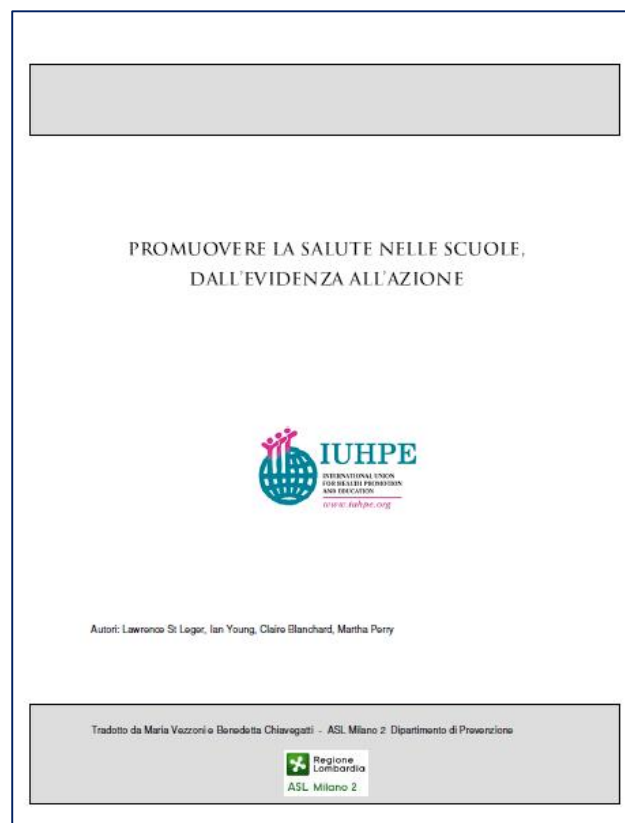 PROMUOVERE LA SALUTE NELLE SCUOLE,
DALL'EVIDENZA ALL'AZIONE
IUHPE
INTERNATIONAL UNION
FOR HEALTH PROMOTION
AND EDUCATION
www.iuhpe.org
Autori: Lawrence St Leger, Ian Young, Claire Blanchard, Martha Perry
Tradotto da Maria Vezzoni e Benedetta Chiavegatti - ASL Milano 2 Dipartimento di Prevenzione
Regione
Lombardia
ASL Milano 2